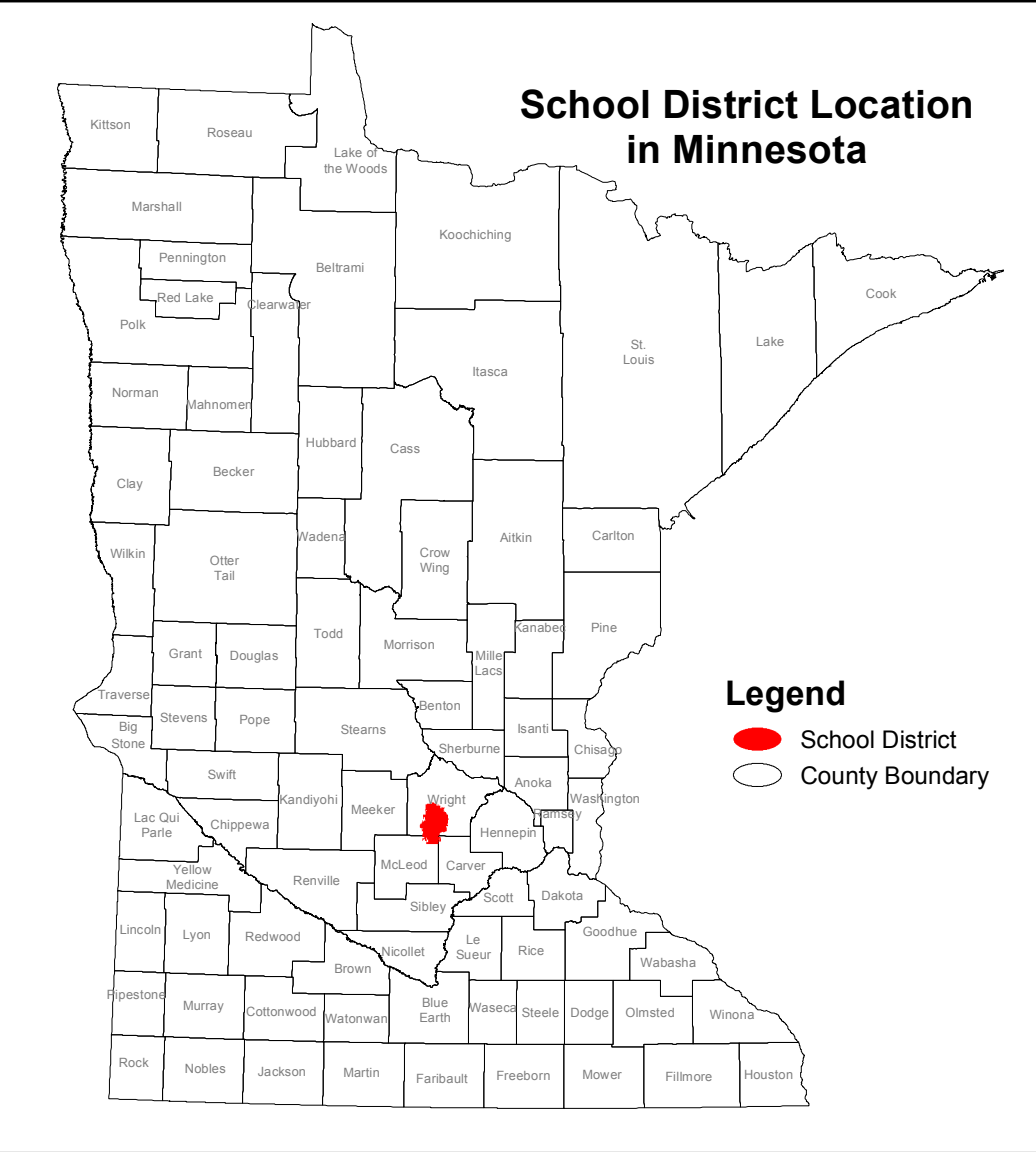 School District Location
in Minnesota
Kittson
Roseau
Lake of
the Woods
Marshall
Koochiching
Pennington
Beltrami
Red Lake
Clearwater
Cook
Polk
St.
Louis
Lake
Itasca
Norman
Mahnomen
Hubbard
Cass
Becker
Clay
Wadena
Aitkin
Carlton
Wilkin
Crow
Wing
Otter
Tail
Todd
Kanabec
Pine
Morrison
Grant
Douglas
Mille
Lacs
Traverse
Benton
Legend
Stevens
Pope
Stearns
Isanti
Big
Stone
Sherburne
Chisago
School District
Swift
Anoka
County Boundary
Kandiyohi
Meeker
Wright
Washington
Ramsey
Lac Qui
Parle
Chippewa
Hennepin
McLeod
Carver
Yellow
Medicine
Renville
Scott
Dakota
Sibley
Lincoln
Lyon
Redwood
Goodhue
Nicollet
Le
Sueur
Rice
Brown
Wabasha
Pipestone
Murray
Cottonwood
Watonwan
Blue
Earth
Waseca
Steele
Dodge
Olmsted
Winona
Rock
Nobles
Jackson
Martin
Faribault
Freeborn
Mower
Fillmore
Houston